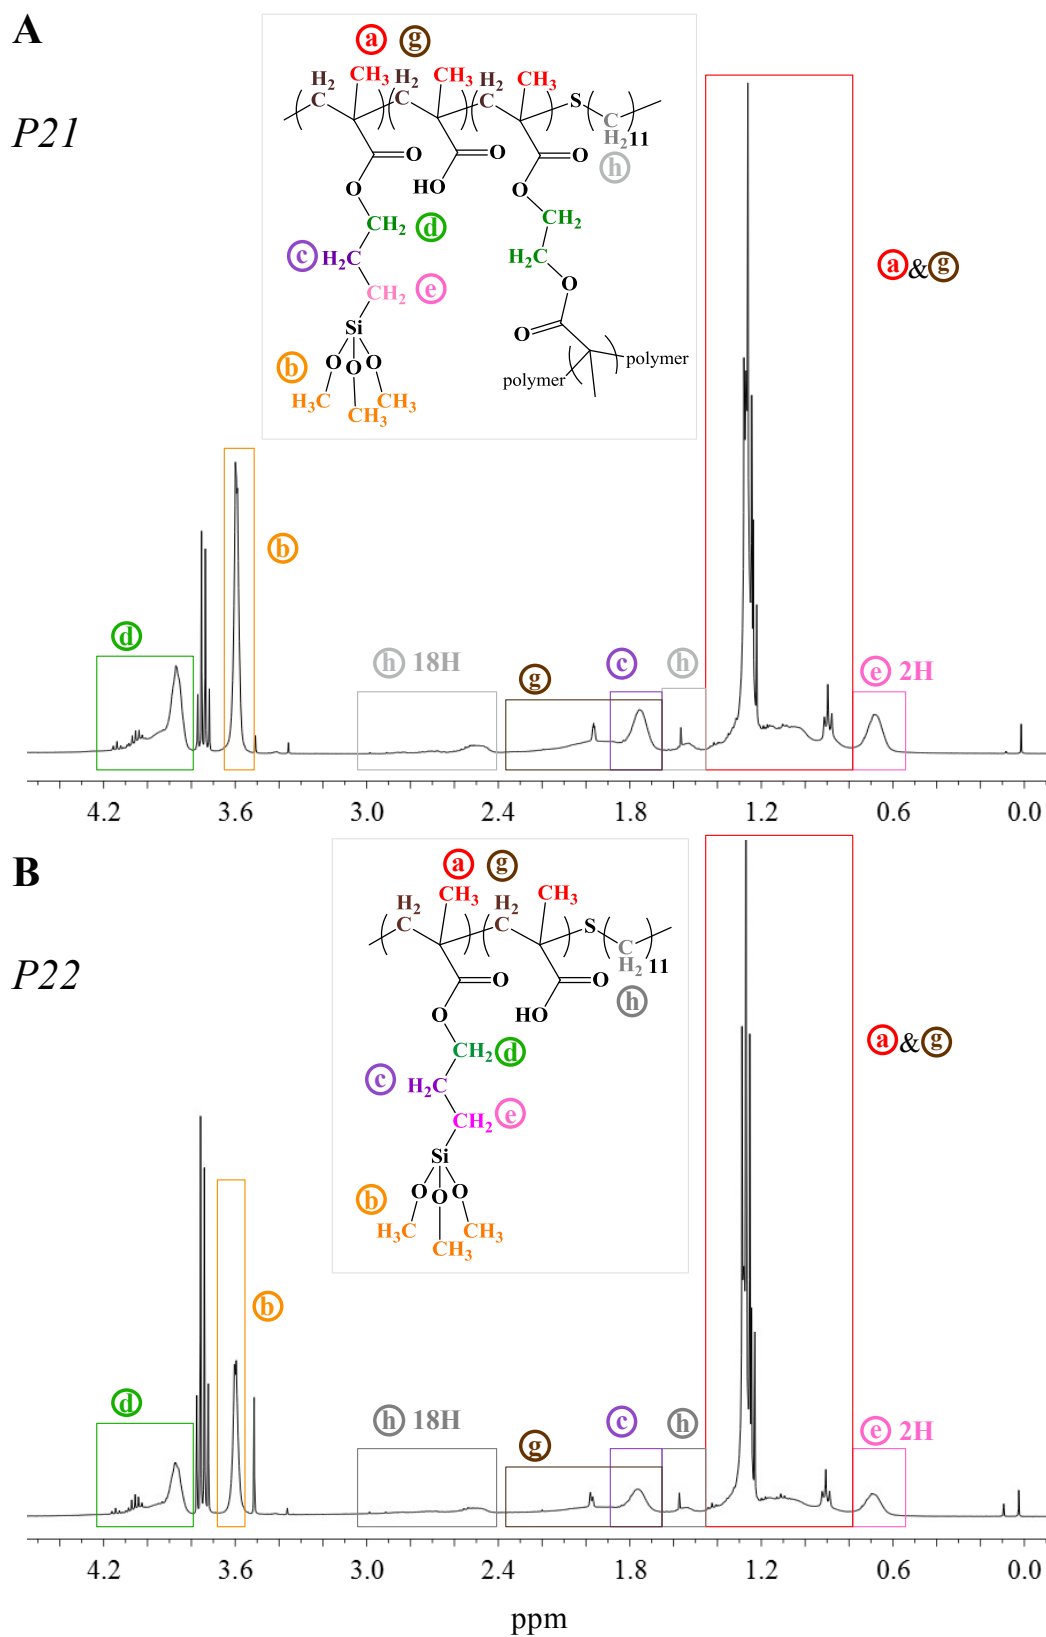 A
P21
a g
H2 CH3 H2 CH3 H2 CH3
C C C S C
H2 11
h
O O O
O HO O
CH2 d CH2
c H2C H2C
CH2 e O
Si O
b O O O polymer
H3C CH3 CH3 polymer
a & g
b
d
h 18H
g
c
h
e 2H
4.2 3.6 3.0 2.4 1.8 1.2 0.6 0.0
B
P22
a g
H2 CH3 H2 CH3
C C S C
H2 11
h
O O
O HO
CH2 d
c H2C
CH2 e
Si
b O O O
H3C CH3 CH3
a & g
b
d
h 18H
g
c
h
e 2H
4.2 3.6 3.0 2.4 1.8 1.2 0.6 0.0
ppm